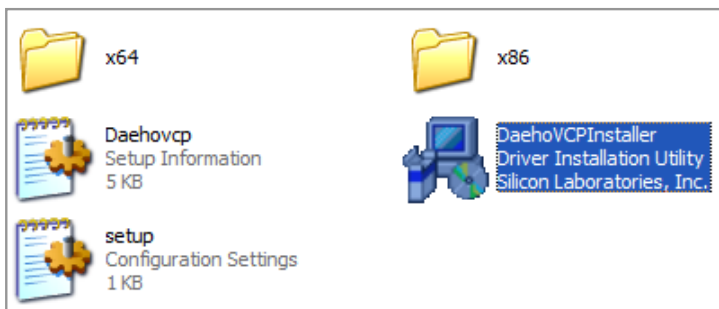 x64
x86
Daehovcp
Setup Information
5 KB
DaehoVCPInstaller
Driver Installation Utility
Silicon Laboratories, Inc.
setup
Configuration Settings
1 KB